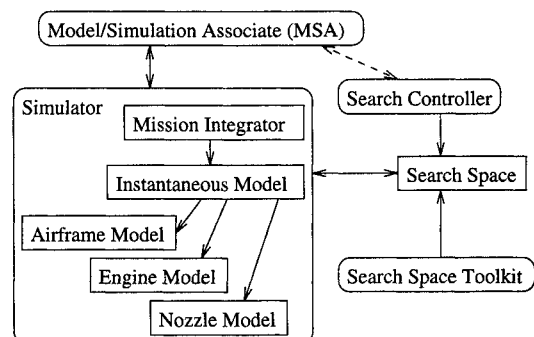 Model/Simulation Associate (MSA)
Simulator
Mission Integrator
Instantaneous Model
Airframe Model
Engine Model
Nozzle Model
Search Controller
Search Space
Search Space Toolkit